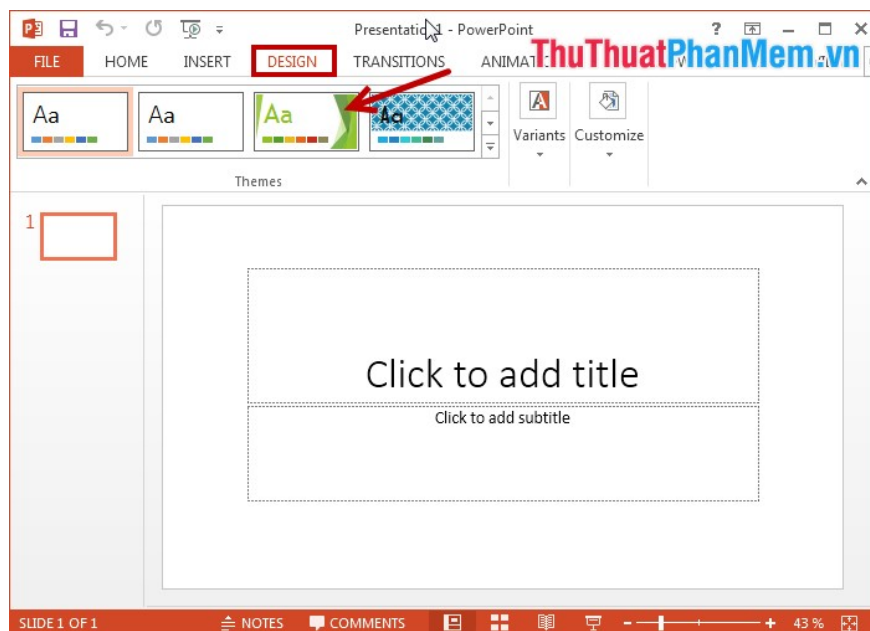 Presentation1 - PowerPoint
ThuThuatPhanMem.vn
FILE HOME INSERT DESIGN TRANSITIONS
Aa Aa Aa Aa
Variants Customize
Themes
1
Click to add title
Click to add subtitle
SLIDE 1 OF 1 NOTES COMMENTS 43 %